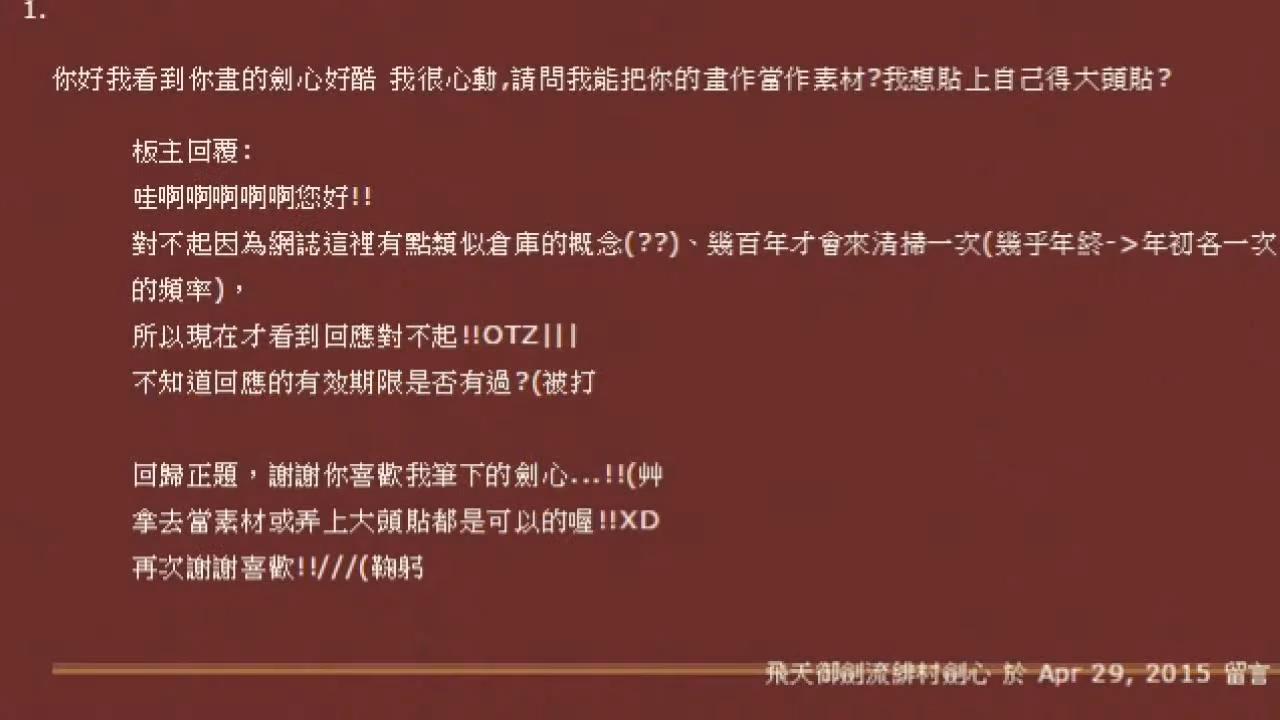 1.
你好我看到你畫的劍心好酷 我很心動,請問我能把你的畫作當作素材?我想貼上自己得大頭貼?
板主回覆:
哇啊啊啊啊啊您好!!
對不起因為網誌這裡有點類似倉庫的概念(??)、幾百年才會來清掃一次(幾乎年終->年初各一次
的頻率)，
所以現在才看到回應對不起!!OTZ|||
不知道回應的有效期限是否有過?(被打
回歸正題，謝謝你喜歡我筆下的劍心...!!(艸
拿去當素材或弄上大頭貼都是可以的喔!!XD
再次謝謝喜歡!!///(鞠躬
飛天御劍流緋村劍心 於 Apr 29, 2015 留言